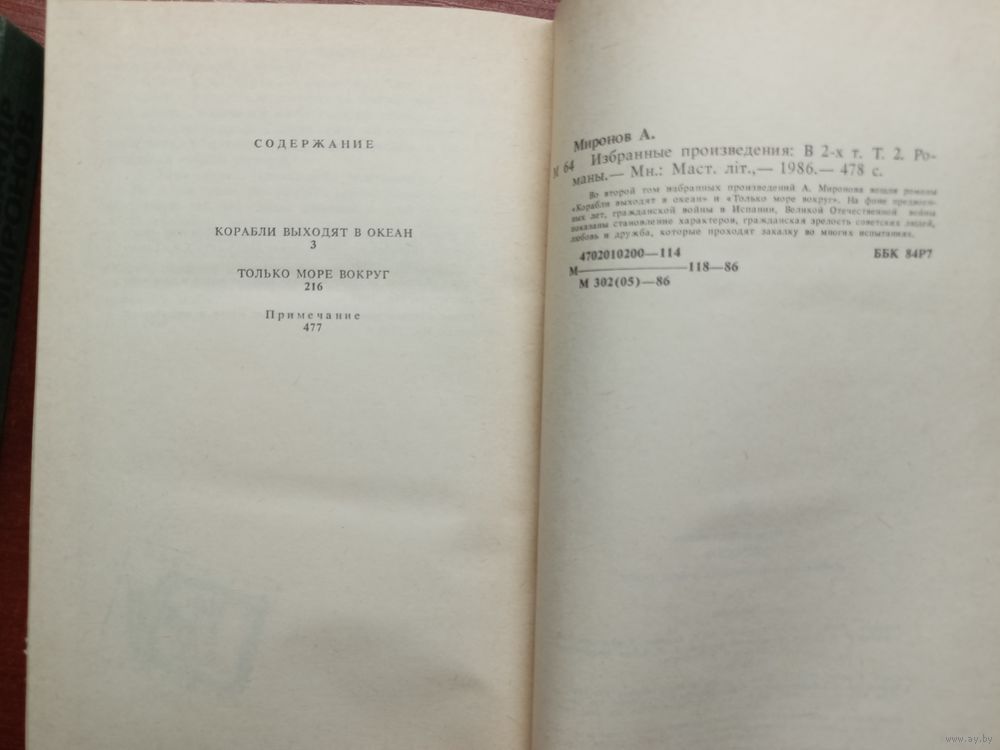 СОДЕРЖАНИЕ
КОРАБЛИ ВЫХОДЯТ В ОКЕАН
3
ТОЛЬКО МОРЕ ВОКРУГ
216
Примечание
477
Миронов А.
М 64 Избранные произведения: В 2-х т. Т. 2. Ро-
маны.— Мн.: Маст. літ.,— 1986.— 478 с.
Во второй том избранных произведений А. Миронова вошли романы
«Корабли выходят в океан» и «Только море вокруг». На фоне предвоен-
ных лет, гражданской войны в Испании, Великой Отечественной войны
показаны становление характеров, гражданская зрелость советских людей,
любовь и дружба, которые проходят закалку во многих испытаниях.
4702010200—114
М————118—86
М 302(05)—86
ББК 84Р7
МИРОНОВ
www.ay.by